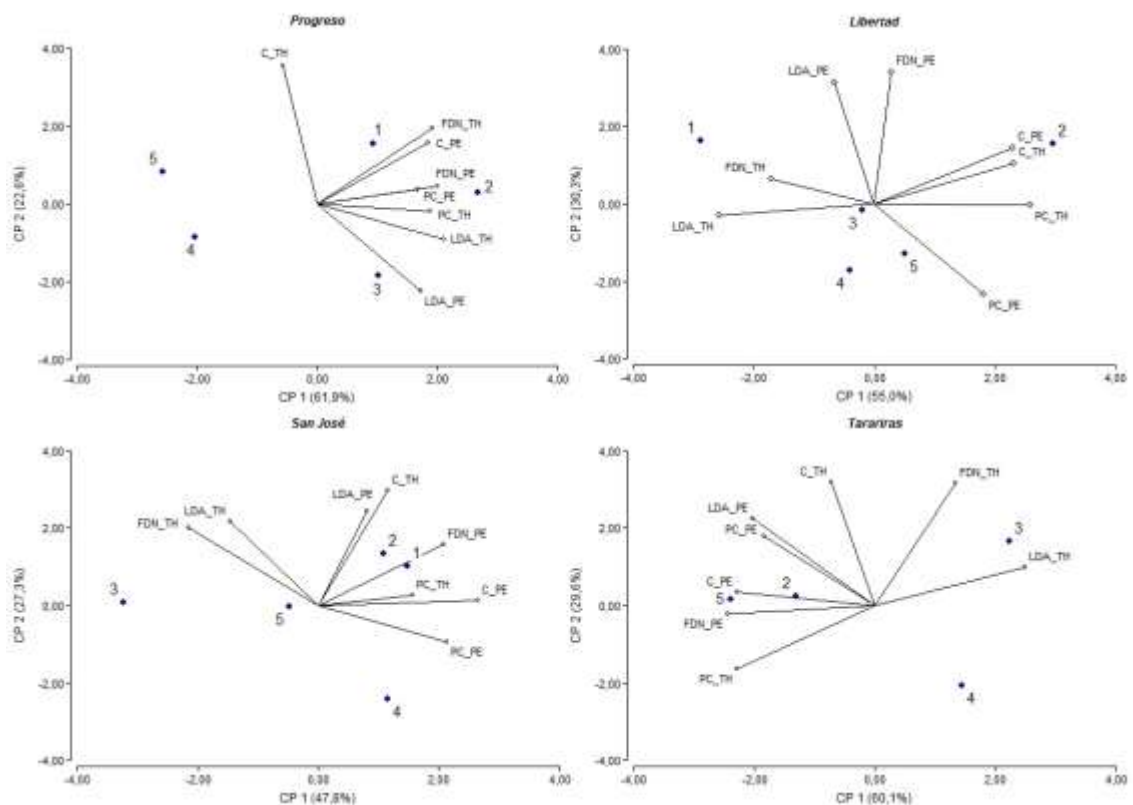 Progreso
4,00
2,00
0,00
-2,00
-4,00
CP 2 (22,6%)
C_TH
FDN_TH
C_PE
FDN_PE
PC_PE
PC_TH
LDA_TH
LDA_PE
1
2
3
4
5
-4,00 -2,00 0,00 2,00 4,00
CP 1 (61,9%)
Libertad
4,00
2,00
0,00
-2,00
-4,00
CP 2 (30,3%)
LDA_PE
FDN_PE
C_PE
C_TH
FDN_TH
LDA_TH
PC_TH
PC_PE
1
2
3
4
5
-4,00 -2,00 0,00 2,00 4,00
CP 1 (55,0%)
San José
4,00
2,00
0,00
-2,00
-4,00
CP 2 (27,3%)
C_TH
LDA_PE
LDA_TH
FDN_TH
FDN_PE
PC_TH
C_PE
PC_PE
2
1
3
5
4
-4,00 -2,00 0,00 2,00 4,00
CP 1 (47,8%)
Tarariras
4,00
2,00
0,00
-2,00
-4,00
CP 2 (29,6%)
C_TH
FDN_TH
LDA_PE
PC_PE
LDA_TH
C_PE
FDN_PE
PC_TH
3
2
5
4
-4,00 -2,00 0,00 2,00 4,00
CP 1 (60,1%)